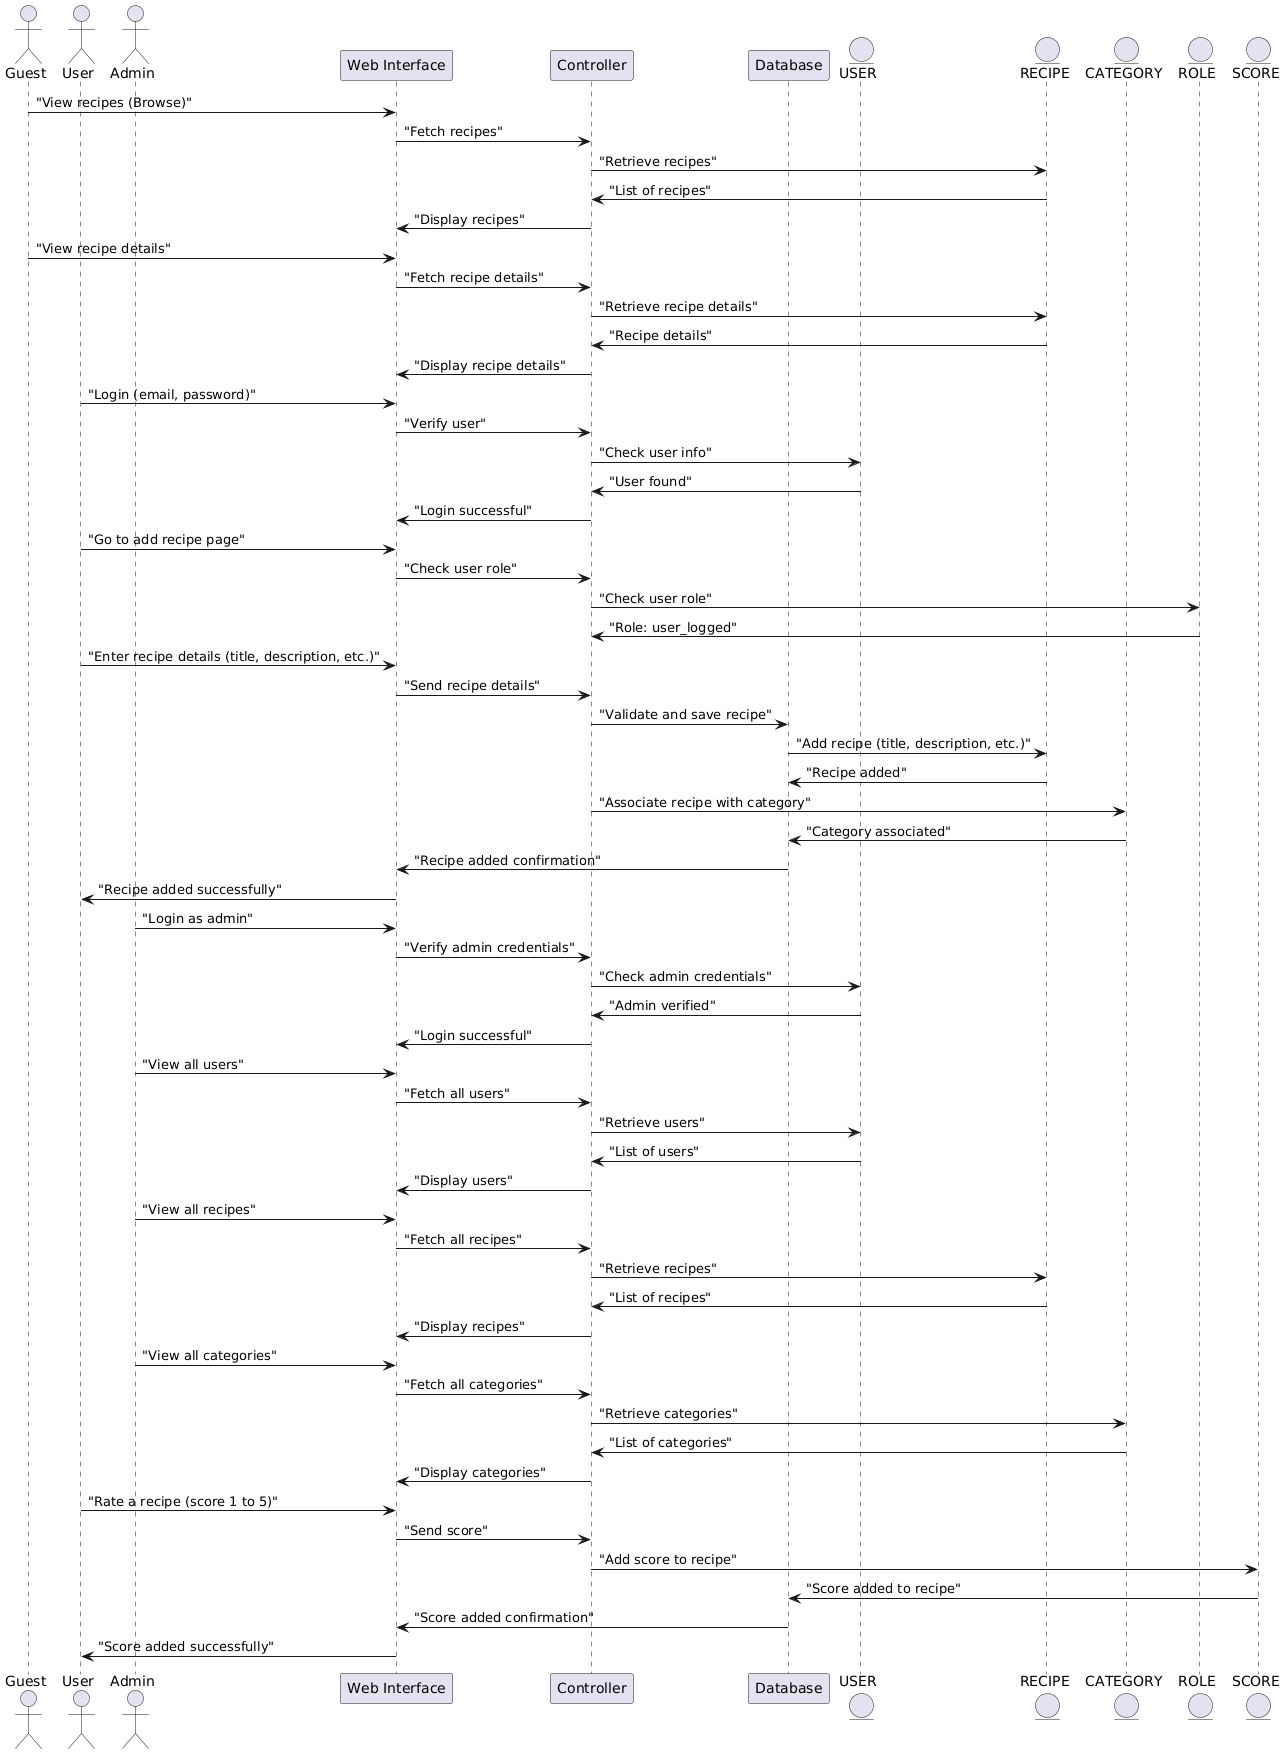 Guest User Admin Web Interface Controller Database USER RECIPE CATEGORY ROLE SCORE
"View recipes (Browse)"
"Fetch recipes"
"Retrieve recipes"
"List of recipes"
"Display recipes"
"View recipe details"
"Fetch recipe details"
"Retrieve recipe details"
"Recipe details"
"Display recipe details"
"Login (email, password)"
"Verify user"
"Check user info"
"User found"
"Login successful"
"Go to add recipe page"
"Check user role"
"Check user role"
"Role: user_logged"
"Enter recipe details (title, description, etc.)"
"Send recipe details"
"Validate and save recipe"
"Add recipe (title, description, etc.)"
"Recipe added"
"Associate recipe with category"
"Category associated"
"Recipe added confirmation"
"Recipe added successfully"
"Login as admin"
"Verify admin credentials"
"Check admin credentials"
"Admin verified"
"Login successful"
"View all users"
"Fetch all users"
"Retrieve users"
"List of users"
"Display users"
"View all recipes"
"Fetch all recipes"
"Retrieve recipes"
"List of recipes"
"Display recipes"
"View all categories"
"Fetch all categories"
"Retrieve categories"
"List of categories"
"Display categories"
"Rate a recipe (score 1 to 5)"
"Send score"
"Add score to recipe"
"Score added to recipe"
"Score added confirmation"
"Score added successfully"
Guest User Admin Web Interface Controller Database USER RECIPE CATEGORY ROLE SCORE